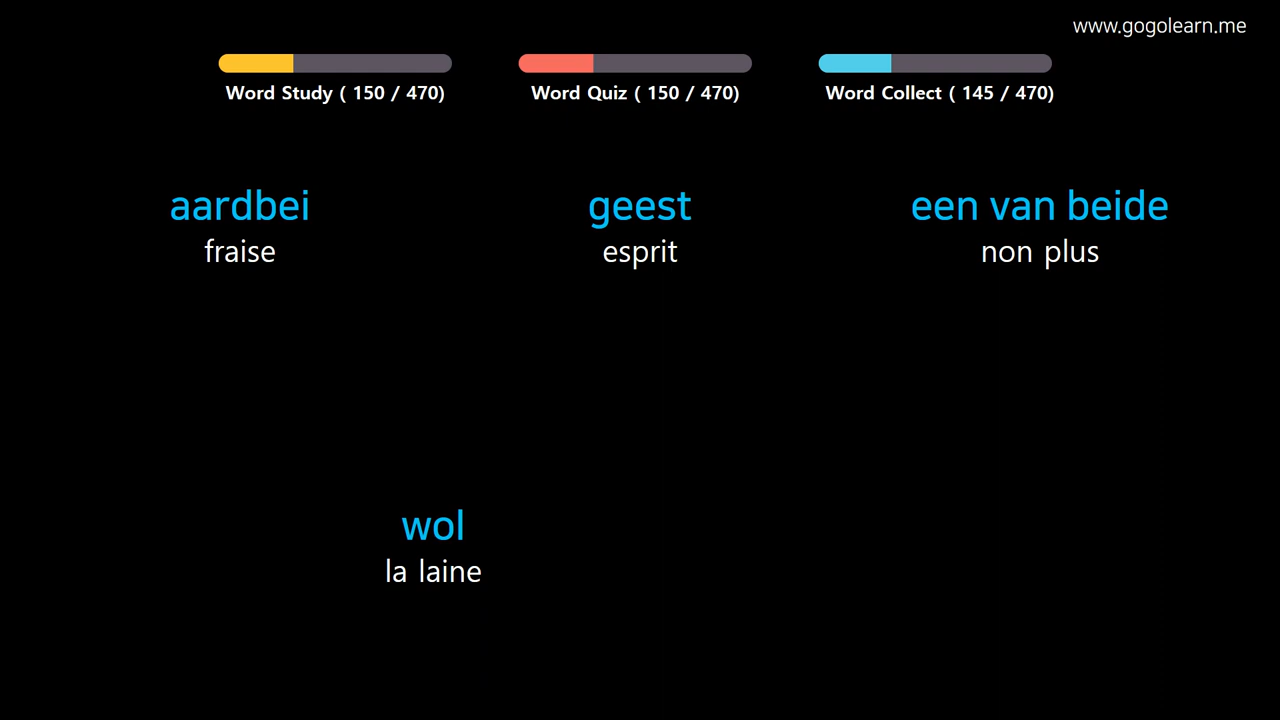 www.gogolearn.me
Word Study ( 150 / 470)
Word Quiz ( 150 / 470)
Word Collect ( 145 / 470)
aardbei
fraise
geest
esprit
een van beide
non plus
wol
la laine